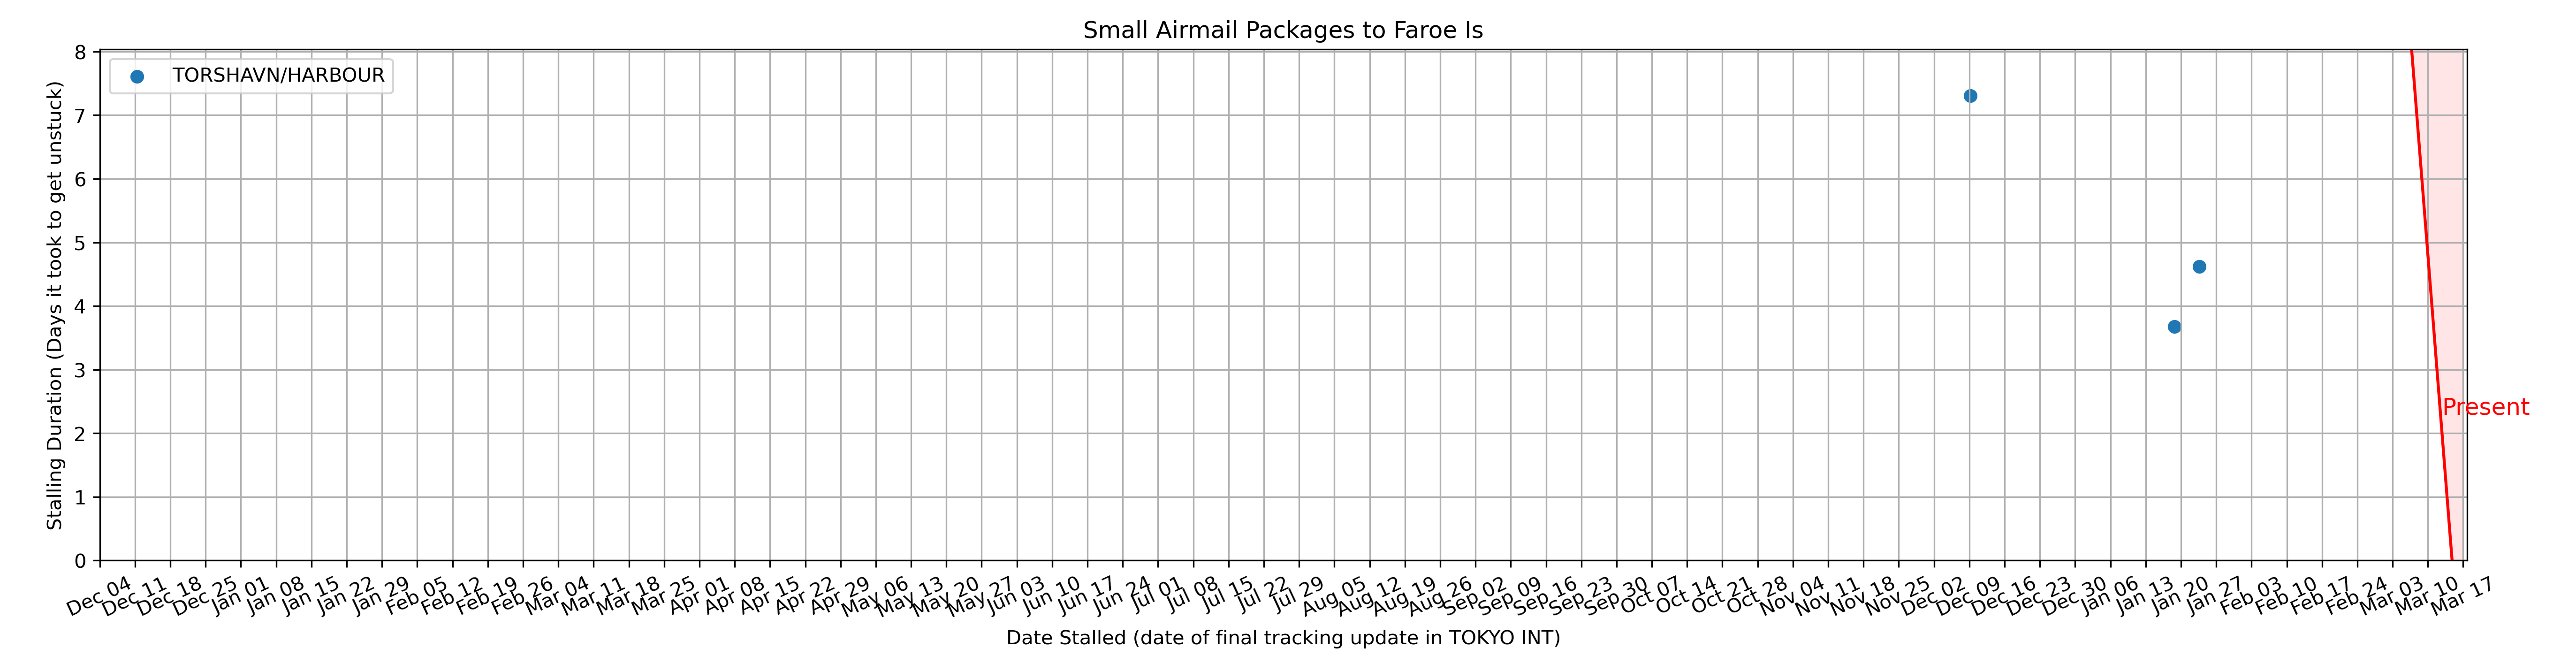 Small Airmail Packages to Faroe Is
TORSHAVN/HARBOUR
Stalling Duration (Days it took to get unstuck)
8
7
6
5
4
3
2
1
0
Present
Dec 04
Dec 11
Dec 18
Dec 25
Jan 01
Jan 08
Jan 15
Jan 22
Jan 29
Feb 05
Feb 12
Feb 19
Feb 26
Mar 04
Mar 11
Mar 18
Mar 25
Apr 01
Apr 08
Apr 15
Apr 22
Apr 29
May 06
May 13
May 20
May 27
Jun 03
Jun 10
Jun 17
Jun 24
Jul 01
Jul 08
Jul 15
Jul 22
Jul 29
Aug 05
Aug 12
Aug 19
Aug 26
Sep 02
Sep 09
Sep 16
Sep 23
Sep 30
Oct 07
Oct 14
Oct 21
Oct 28
Nov 04
Nov 11
Nov 18
Nov 25
Dec 02
Dec 09
Dec 16
Dec 23
Dec 30
Jan 06
Jan 13
Jan 20
Jan 27
Feb 03
Feb 10
Feb 17
Feb 24
Mar 03
Mar 10
Mar 17
Date Stalled (date of final tracking update in TOKYO INT)